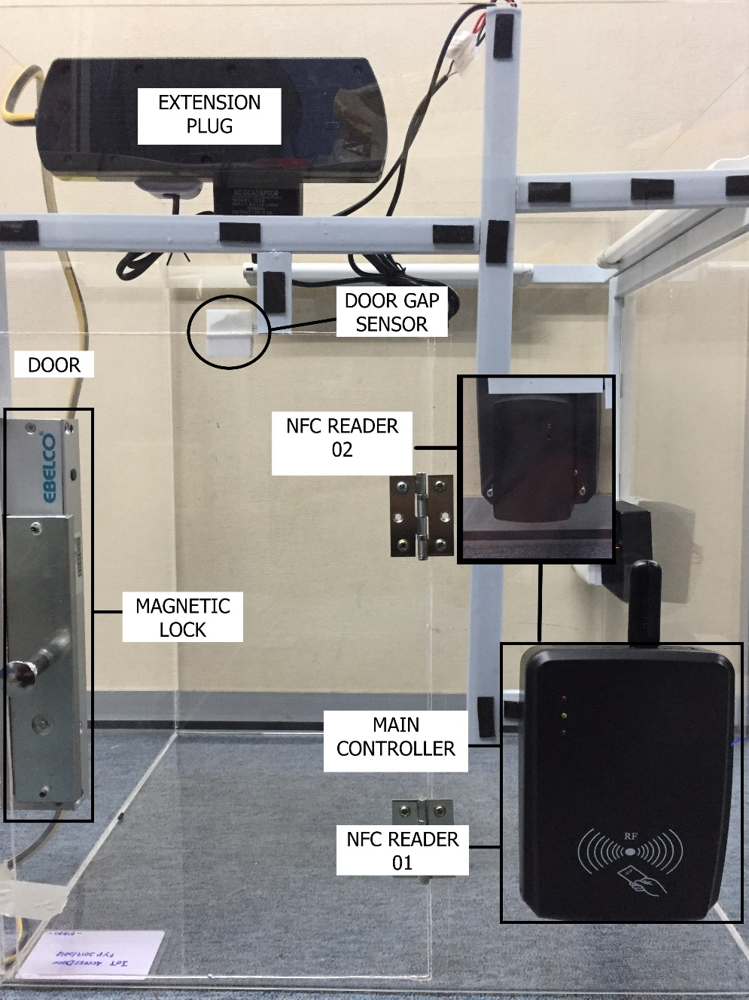 EXTENSION
PLUG
AC/DC ADAPTOR
DOOR GAP
SENSOR
DOOR
NFC READER
02
EBELCO®
MAGNETIC
LOCK
MAIN
CONTROLLER
NFC READER
01
RF
IoT Access Door
FYP 2017/2018
- FIKRI -